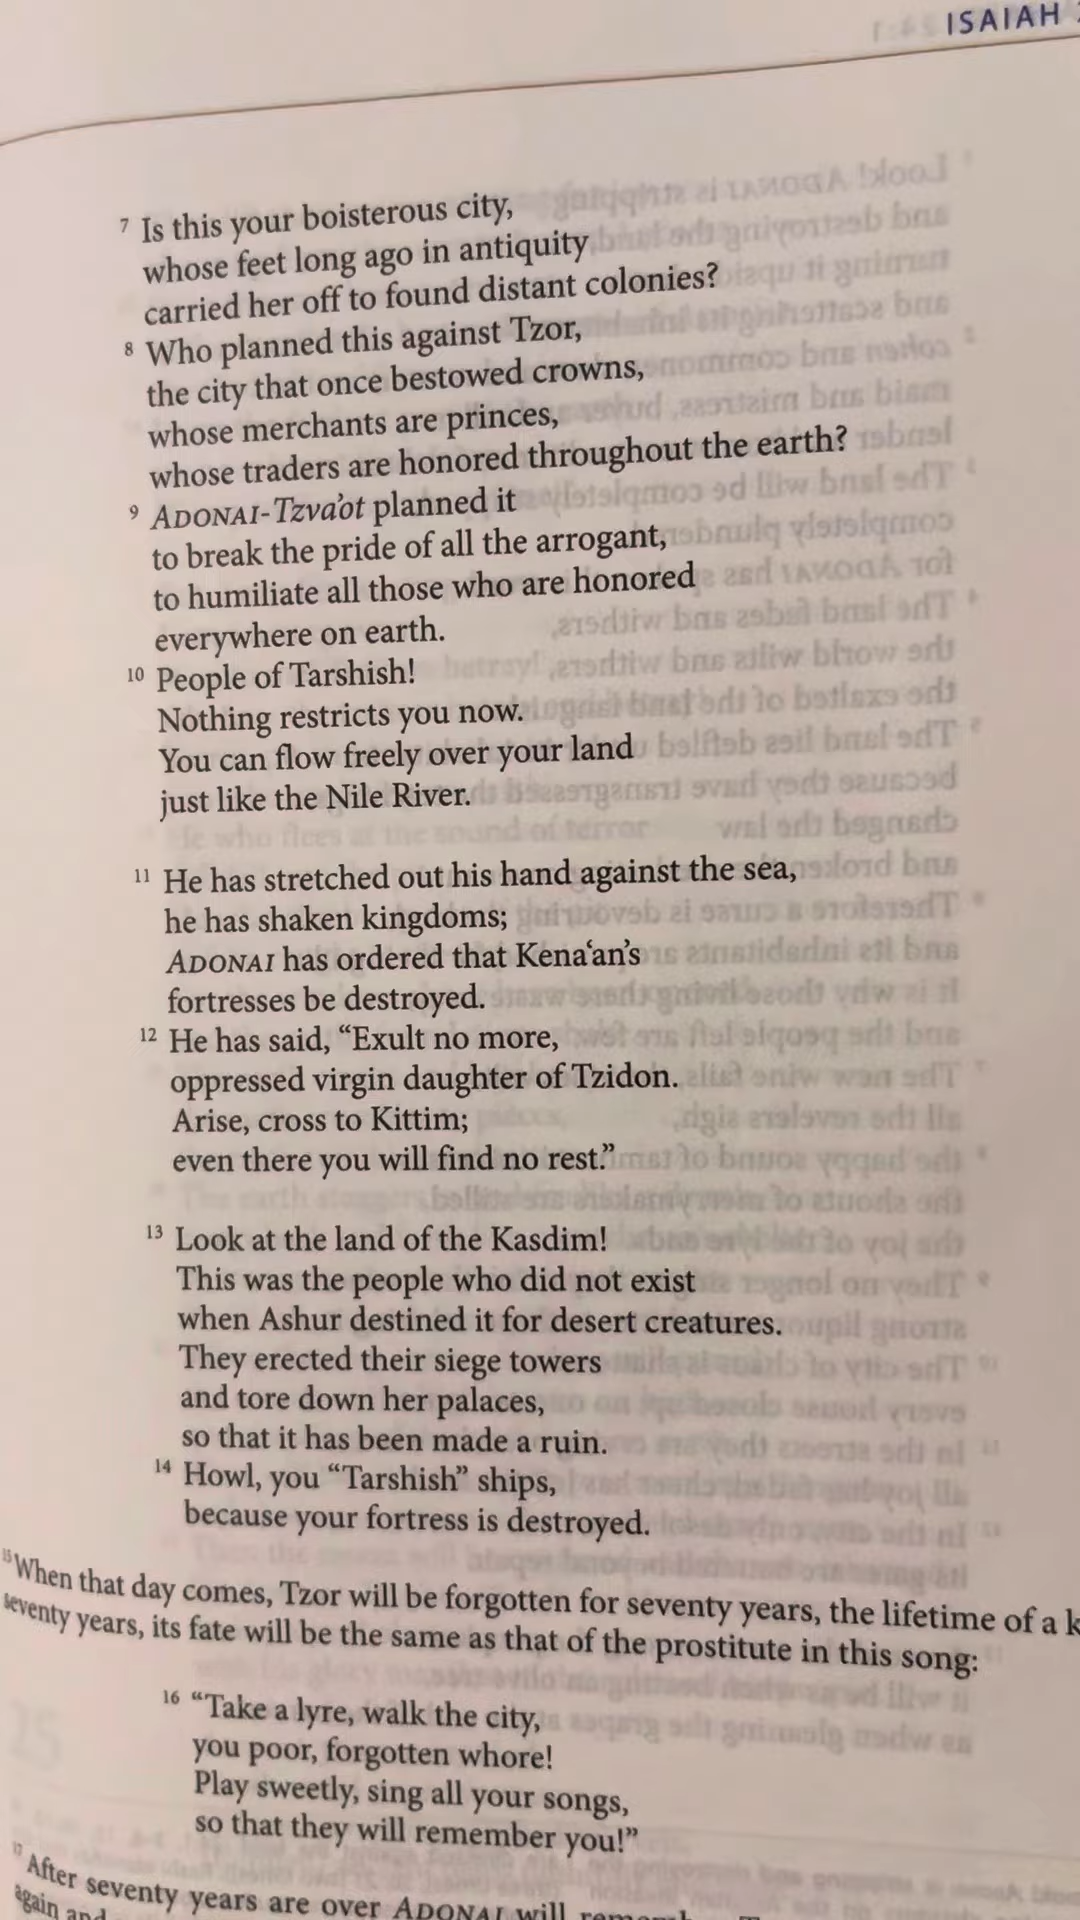 ISAIAH
7 Is this your boisterous city,
whose feet long ago in antiquity
carried her off to found distant colonies?
8 Who planned this against Tzor,
the city that once bestowed crowns,
whose merchants are princes,
whose traders are honored throughout the earth?
9 ADONAI-Tzva’ot planned it
to break the pride of all the arrogant,
to humiliate all those who are honored
everywhere on earth.
10 People of Tarshish!
Nothing restricts you now.
You can flow freely over your land
just like the Nile River.
11 He has stretched out his hand against the sea,
he has shaken kingdoms;
ADONAI has ordered that Kena‘an’s
fortresses be destroyed.
12 He has said, “Exult no more,
oppressed virgin daughter of Tzidon.
Arise, cross to Kittim;
even there you will find no rest.”
13 Look at the land of the Kasdim!
This was the people who did not exist
when Ashur destined it for desert creatures.
They erected their siege towers
and tore down her palaces,
so that it has been made a ruin.
14 Howl, you “Tarshish” ships,
because your fortress is destroyed.
15 When that day comes, Tzor will be forgotten for seventy years, the lifetime of a k
seventy years, its fate will be the same as that of the prostitute in this song:
16 “Take a lyre, walk the city,
you poor, forgotten whore!
Play sweetly, sing all your songs,
so that they will remember you!”
17 After seventy years are over ADONAI will
again and